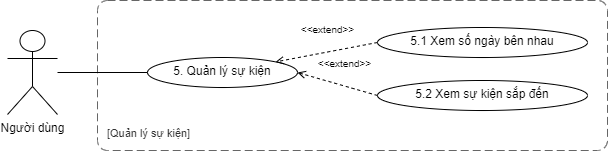 <<extend>>
5.1 Xem số ngày bên nhau
5. Quản lý sự kiện
<<extend>>
5.2 Xem sự kiện sắp đến
Người dùng
[Quản lý sự kiện]